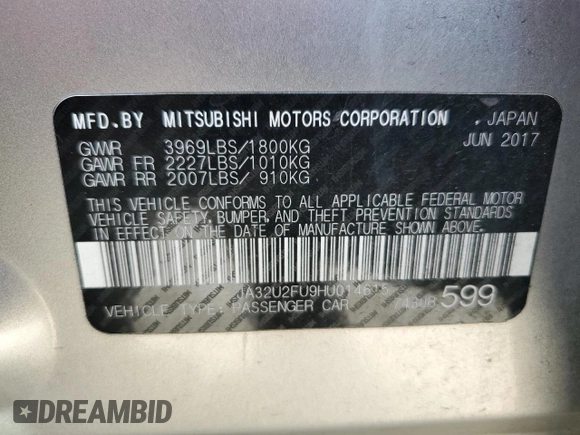 MFD.BY MITSUBISHI MOTORS CORPORATION . JAPAN
JUN 2017
GVWR 3969LBS/1800KG
GAWR FR 2227LBS/1010KG
GAWR RR 2007LBS/ 910KG
THIS VEHICLE CONFORMS TO ALL APPLICABLE FEDERAL MOTOR
VEHICLE SAFETY, BUMPER, AND THEFT PREVENTION STANDARDS
IN EFFECT ON THE DATE OF MANUFACTURE SHOWN ABOVE.
JA32U2FU9HU014615
VEHICLE TYPE: PASSENGER CAR 599
DREAMBID